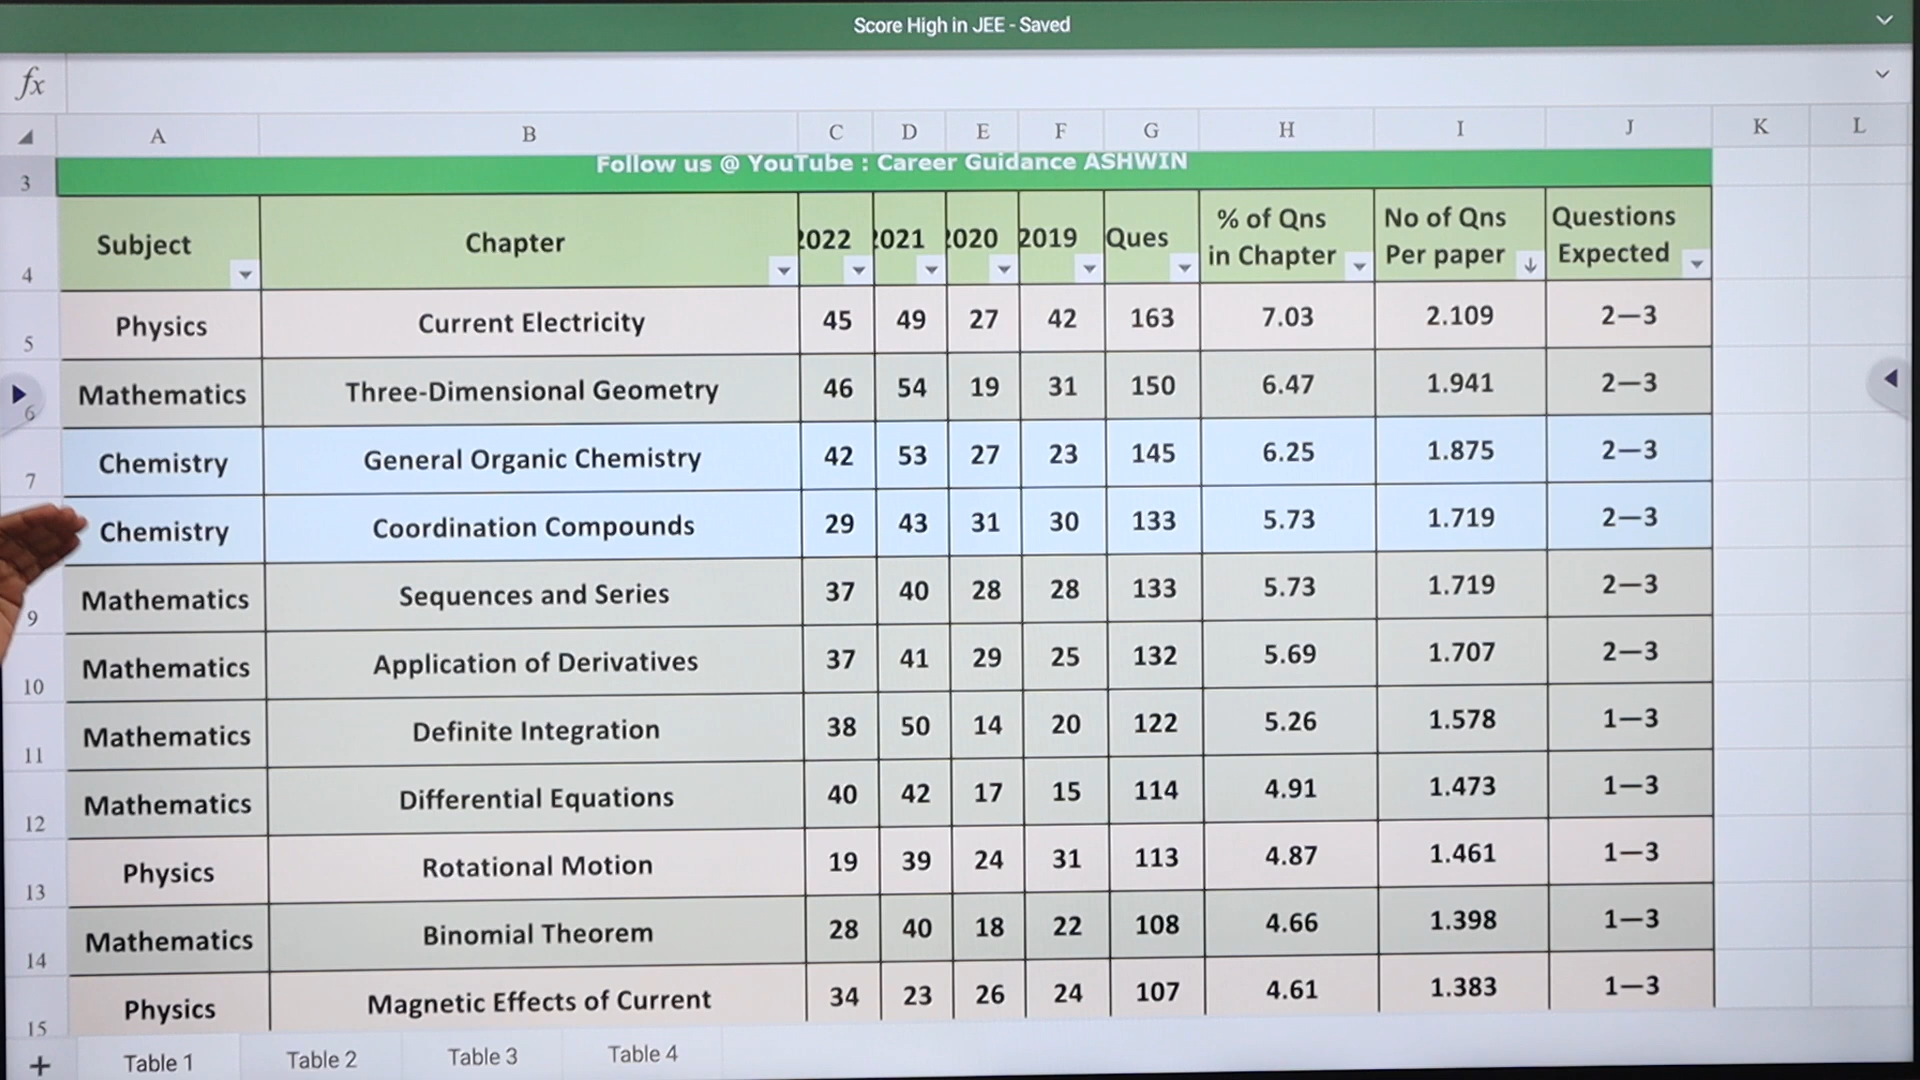 Score High in JEE - Saved
fx
A B C D E F G H I J K L
3 Follow us @ YouTube : Career Guidance ASHWIN
4 Subject Chapter 2022 2021 2020 2019 Ques % of Qns in Chapter No of Qns Per paper Questions Expected
5 Physics Current Electricity 45 49 27 42 163 7.03 2.109 2—3
6 Mathematics Three-Dimensional Geometry 46 54 19 31 150 6.47 1.941 2—3
7 Chemistry General Organic Chemistry 42 53 27 23 145 6.25 1.875 2—3
Chemistry Coordination Compounds 29 43 31 30 133 5.73 1.719 2—3
9 Mathematics Sequences and Series 37 40 28 28 133 5.73 1.719 2—3
10 Mathematics Application of Derivatives 37 41 29 25 132 5.69 1.707 2—3
11 Mathematics Definite Integration 38 50 14 20 122 5.26 1.578 1—3
12 Mathematics Differential Equations 40 42 17 15 114 4.91 1.473 1—3
13 Physics Rotational Motion 19 39 24 31 113 4.87 1.461 1—3
14 Mathematics Binomial Theorem 28 40 18 22 108 4.66 1.398 1—3
15 Physics Magnetic Effects of Current 34 23 26 24 107 4.61 1.383 1—3
+ Table 1 Table 2 Table 3 Table 4